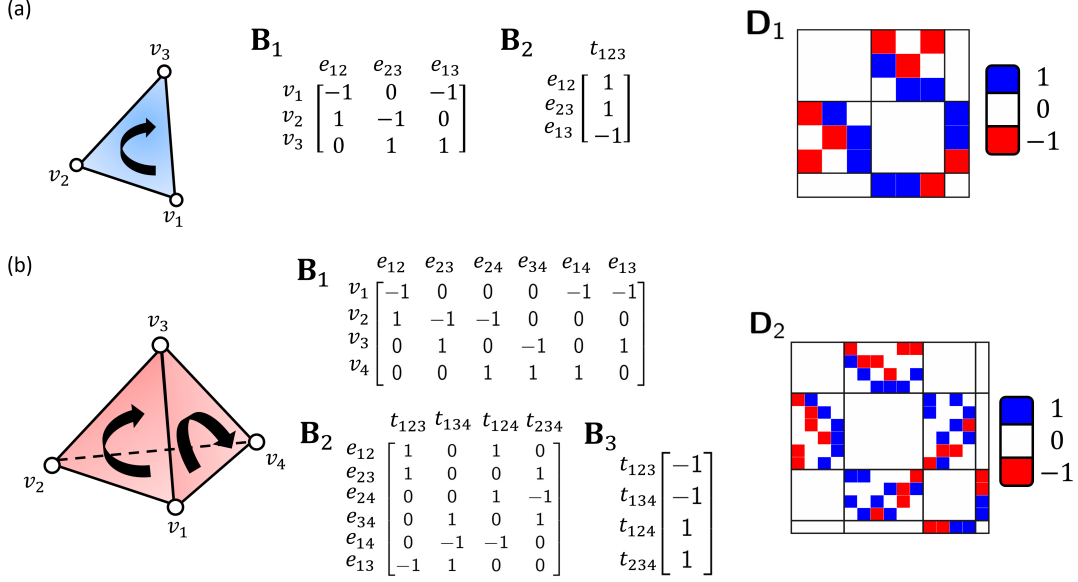 (a)
v₃
v₂
v₁
B₁
e₁₂ e₂₃ e₁₃
v₁ −1 0 −1
v₂ 1 −1 0
v₃ 0 1 1
B₂
t₁₂₃
e₁₂ 1
e₂₃ 1
e₁₃ −1
D₁
1
0
−1
(b)
v₃
v₂
v₄
v₁
B₁
e₁₂ e₂₃ e₂₄ e₃₄ e₁₄ e₁₃
v₁ −1 0 0 0 −1 −1
v₂ 1 −1 −1 0 0 0
v₃ 0 1 0 −1 0 1
v₄ 0 0 1 1 1 0
B₂
t₁₂₃ t₁₃₄ t₁₂₄ t₂₃₄
e₁₂ 1 0 1 0
e₂₃ 1 0 0 1
e₂₄ 0 0 1 −1
e₃₄ 0 1 0 1
e₁₄ 0 −1 −1 0
e₁₃ −1 1 0 0
B₃
t₁₂₃ −1
t₁₃₄ −1
t₁₂₄ 1
t₂₃₄ 1
D₂
1
0
−1